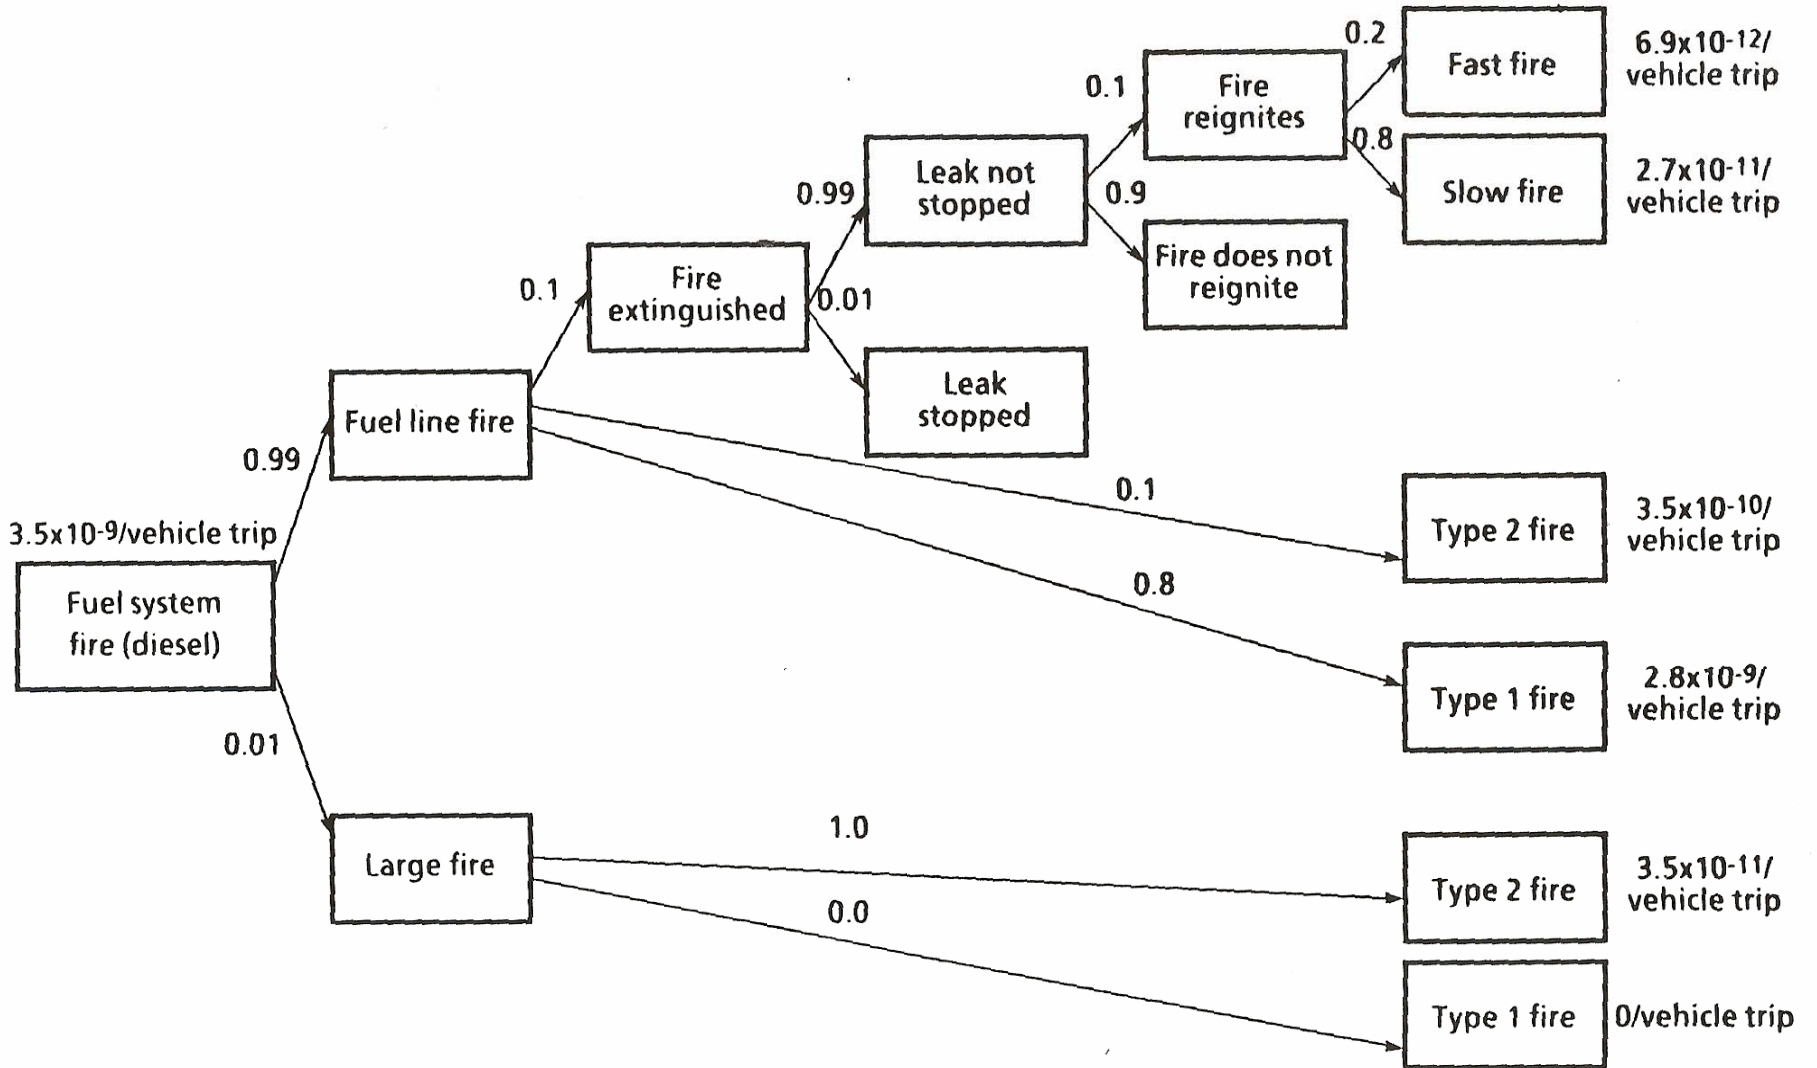 0.2
Fast fire
6.9x10-12/
vehicle trip
0.1
Fire
reignites
0.8
Slow fire
2.7x10-11/
vehicle trip
0.99
Leak not
stopped
0.9
Fire does not
reignite
0.1
Fire
extinguished
0.01
Leak
stopped
Fuel line fire
0.99
0.1
Type 2 fire
3.5x10-10/
vehicle trip
3.5x10-9/vehicle trip
Fuel system
fire (diesel)
0.8
Type 1 fire
2.8x10-9/
vehicle trip
0.01
Large fire
1.0
Type 2 fire
3.5x10-11/
vehicle trip
0.0
Type 1 fire
0/vehicle trip